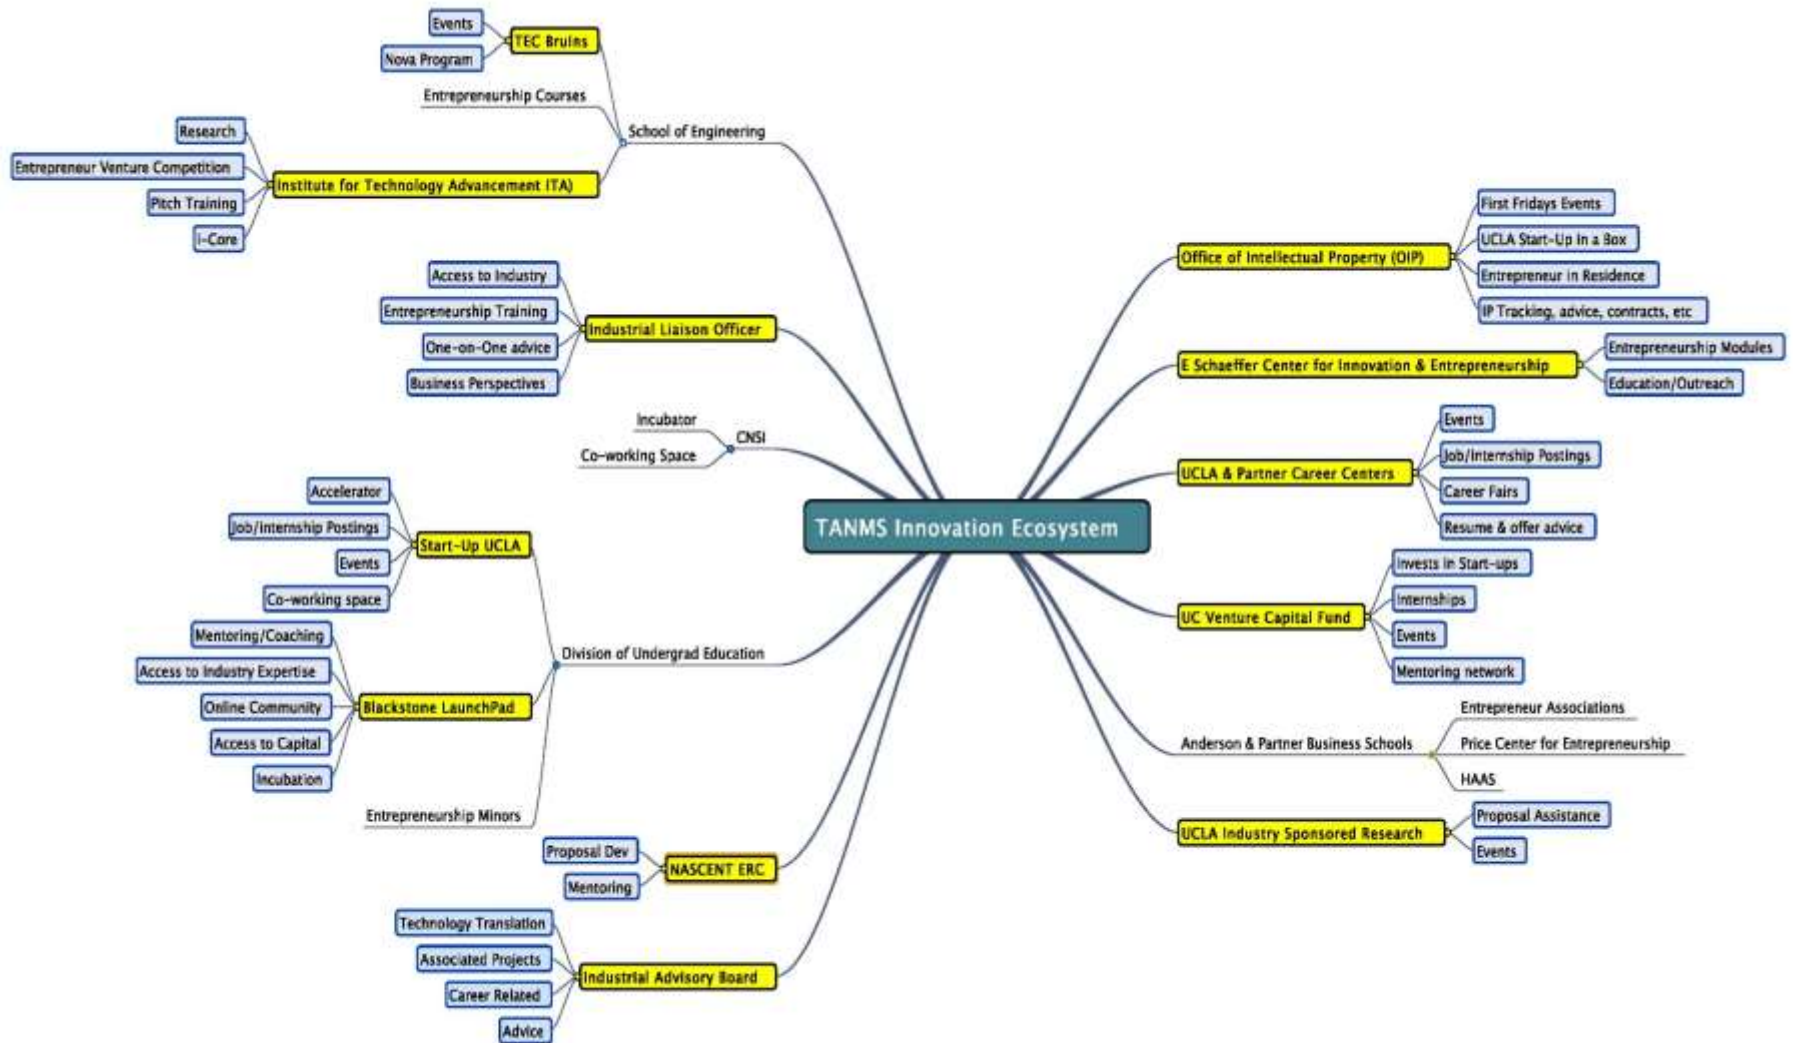 Events
TEC Bruins
Nova Program
Entrepreneurship Courses
School of Engineering
Research
Entrepreneur Venture Competition
Institute for Technology Advancement ITA)
Pitch Training
I-Core
Access to Industry
Entrepreneurship Training
Industrial Liaison Officer
One-on-One advice
Business Perspectives
Incubator
CNSI
Co-working Space
Accelerator
Job/Internship Postings
Start-Up UCLA
Events
Co-working space
Division of Undergrad Education
Mentoring/Coaching
Access to Industry Expertise
Online Community
Blackstone LaunchPad
Access to Capital
Incubation
Entrepreneurship Minors
Proposal Dev
NASCENT ERC
Mentoring
Technology Translation
Associated Projects
Industrial Advisory Board
Career Related
Advice
TANMS Innovation Ecosystem
First Fridays Events
UCLA Start-Up in a Box
Office of Intellectual Property (OIP)
Entrepreneur in Residence
IP Tracking, advice, contracts, etc
Entrepreneurship Modules
E Schaeffer Center for Innovation & Entrepreneurship
Education/Outreach
Events
Job/Internship Postings
UCLA & Partner Career Centers
Career Fairs
Resume & offer advice
Invests in Start-ups
Internships
UC Venture Capital Fund
Events
Mentoring network
Entrepreneur Associations
Anderson & Partner Business Schools
Price Center for Entrepreneurship
HAAS
Proposal Assistance
UCLA Industry Sponsored Research
Events